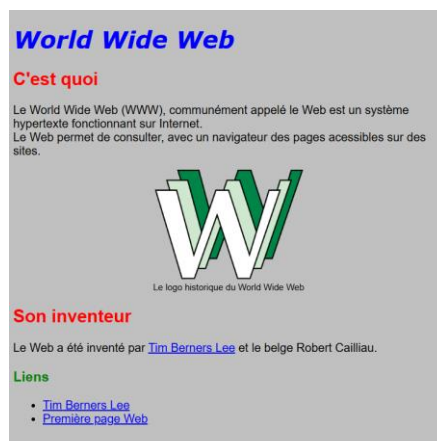 World Wide Web
C'est quoi
Le World Wide Web (WWW), communément appelé le Web est un système
hypertexte fonctionnant sur Internet.
Le Web permet de consulter, avec un navigateur des pages acessibles sur des
sites.
WWW
Le logo historique du World Wide Web
Son inventeur
Le Web a été inventé par Tim Berners Lee et le belge Robert Cailliau.
Liens
• Tim Berners Lee
• Première page Web